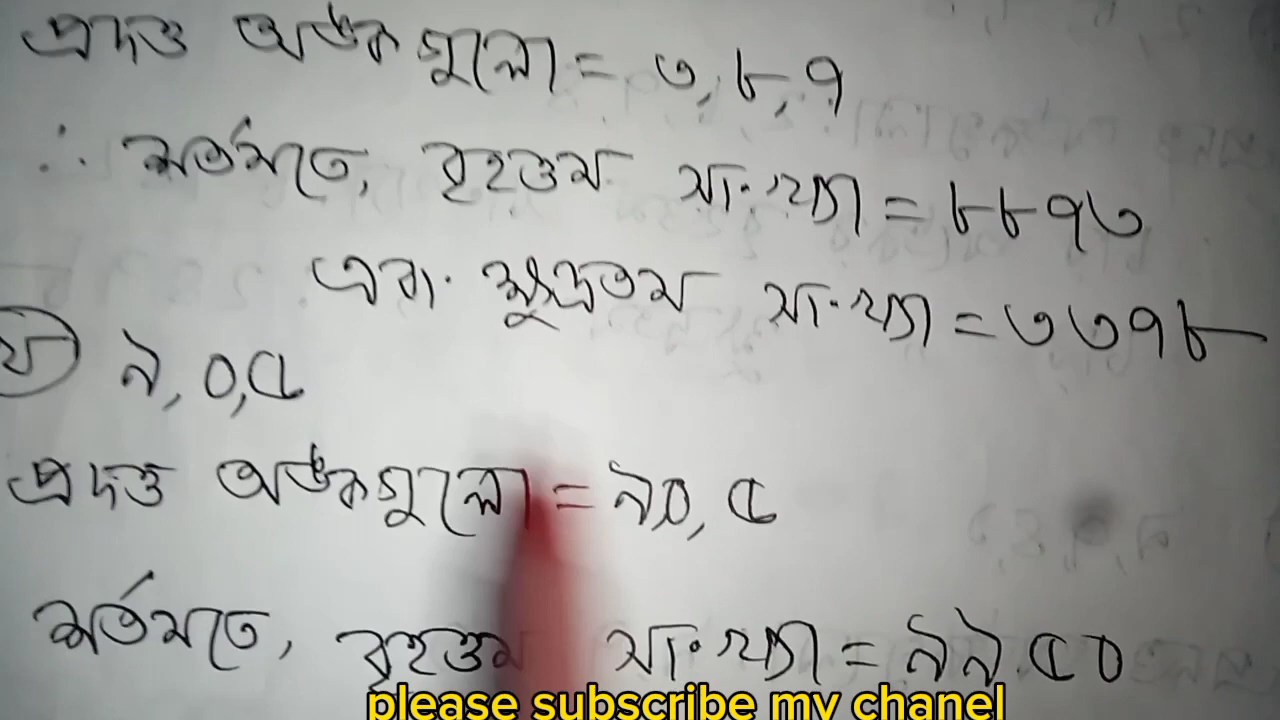 প্রদত্ত অঙ্কগুলো = ৩, ৮, ৭
∴ শর্তমতে, বৃহত্তম সংখ্যা = ৮৮৭৩
এবং ক্ষুদ্রতম সংখ্যা = ৩৩৭৮
ঘ ৯, ০, ৫
প্রদত্ত অঙ্কগুলো = ৯,০, ৫
শর্তমতে, বৃহত্তম সংখ্যা = ৯৯৫০
please subscribe my chanel